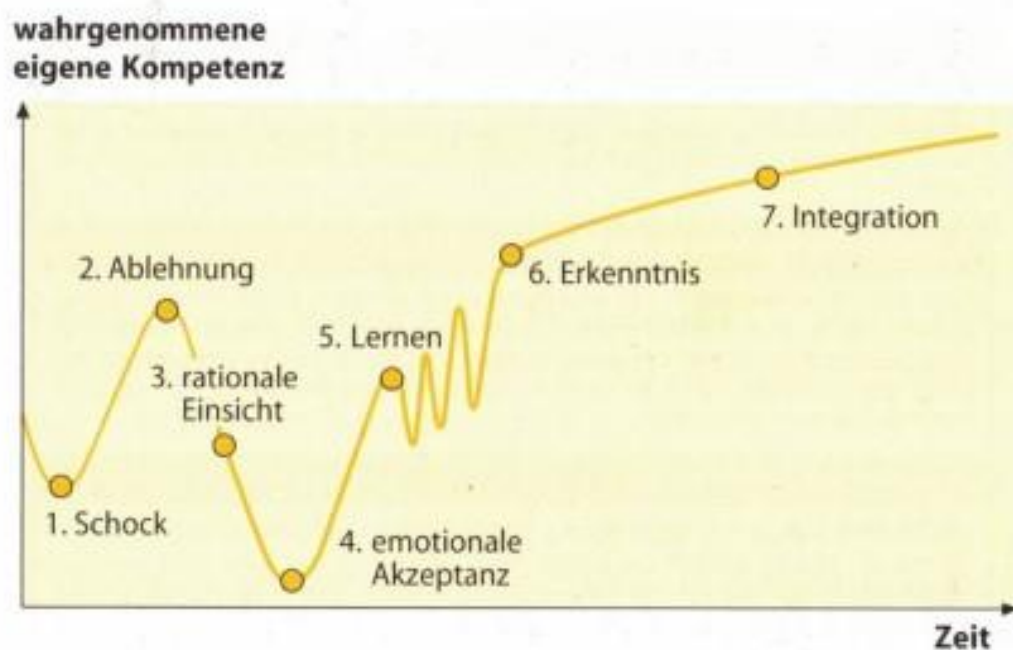 wahrgenommene
eigene Kompetenz
2. Ablehnung
7. Integration
6. Erkenntnis
5. Lernen
3. rationale
Einsicht
1. Schock
4. emotionale
Akzeptanz
Zeit